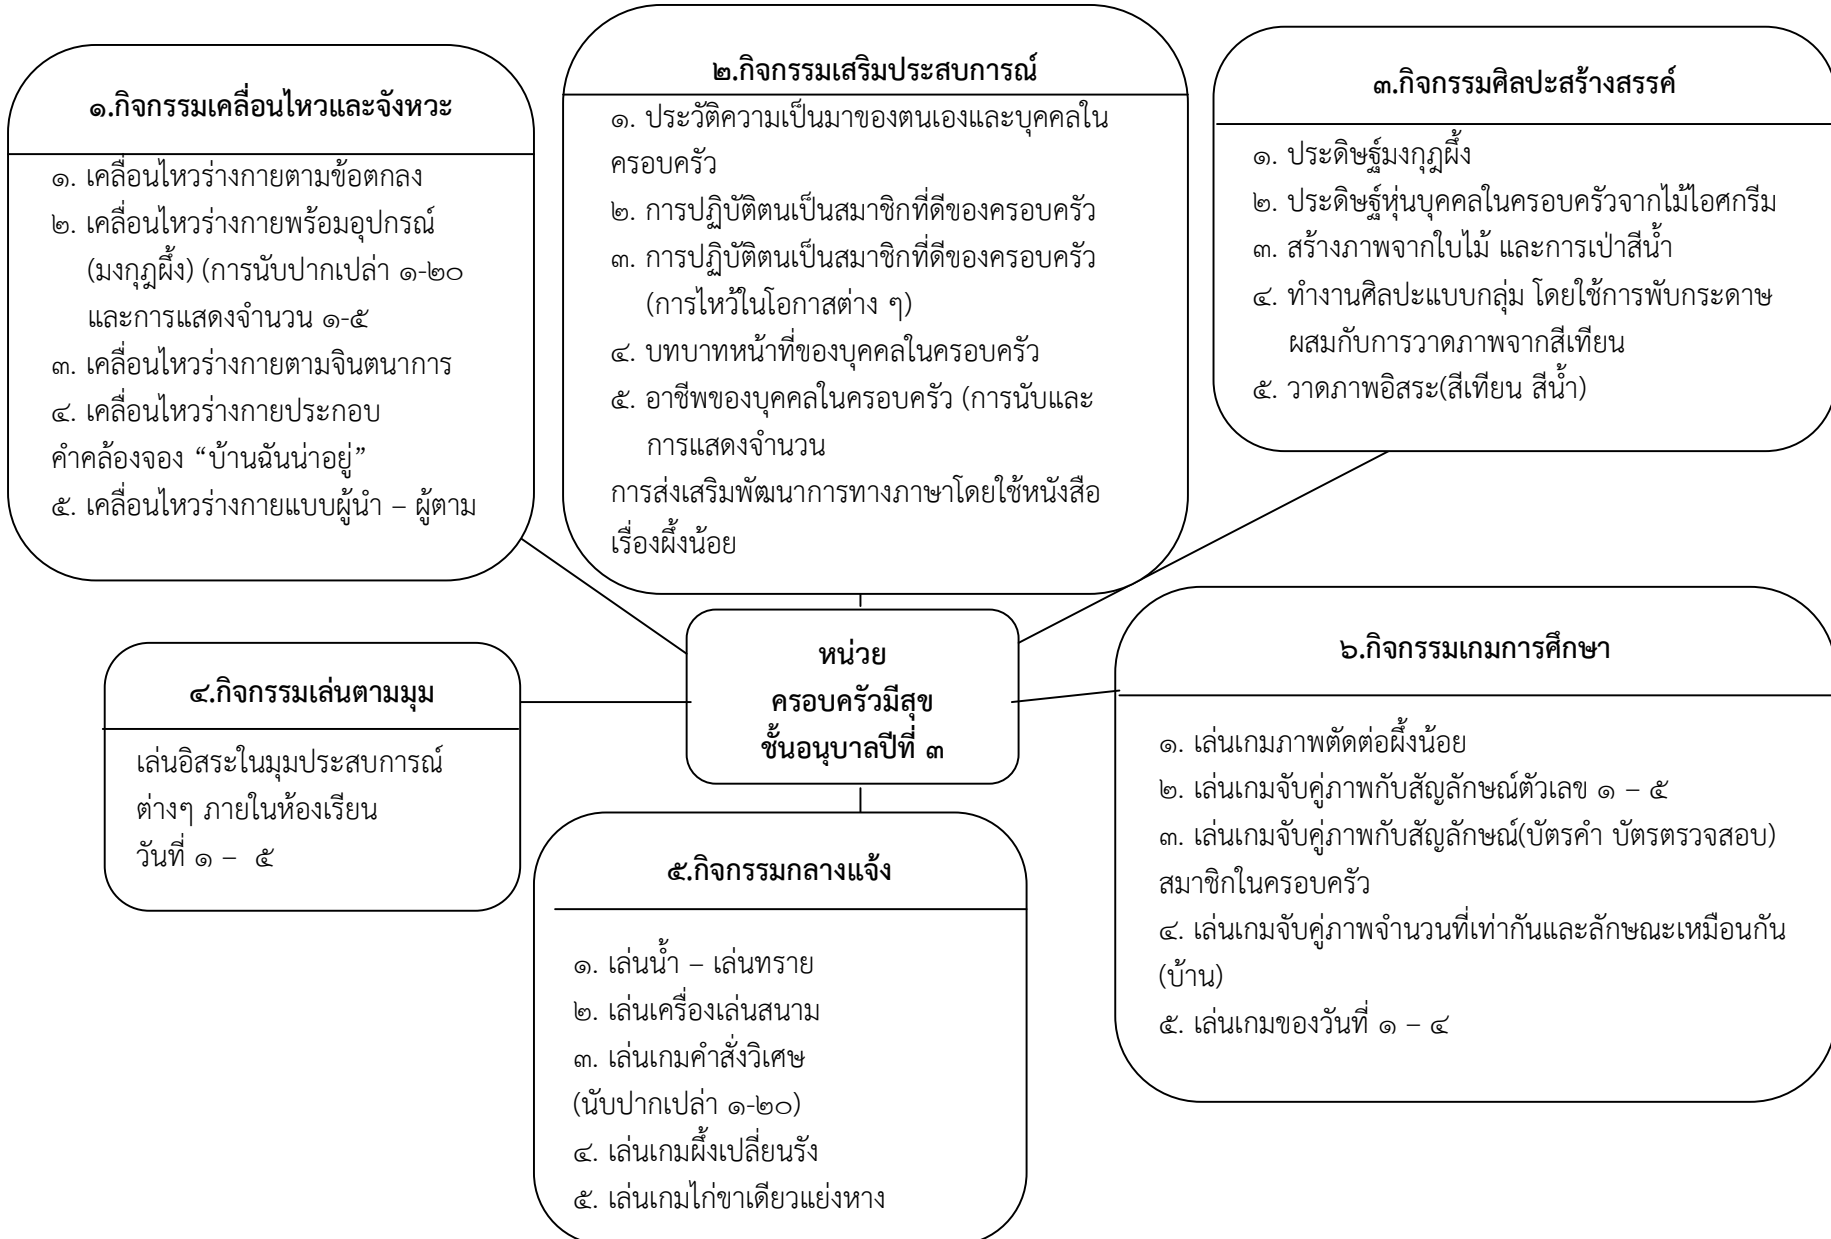 ๑.กิจกรรมเคลื่อนไหวและจังหวะ
๑. เคลื่อนไหวร่างกายตามข้อตกลง
๒. เคลื่อนไหวร่างกายพร้อมอุปกรณ์
(มงกุฎผึ้ง) (การนับปากเปล่า ๑-๒๐
และการแสดงจำนวน ๑-๕
๓. เคลื่อนไหวร่างกายตามจินตนาการ
๔. เคลื่อนไหวร่างกายประกอบ
คำคล้องจอง “บ้านฉันน่าอยู่”
๕. เคลื่อนไหวร่างกายแบบผู้นำ – ผู้ตาม
๒.กิจกรรมเสริมประสบการณ์
๑. ประวัติความเป็นมาของตนเองและบุคคลใน
ครอบครัว
๒. การปฏิบัติตนเป็นสมาชิกที่ดีของครอบครัว
๓. การปฏิบัติตนเป็นสมาชิกที่ดีของครอบครัว
(การไหว้ในโอกาสต่าง ๆ)
๔. บทบาทหน้าที่ของบุคคลในครอบครัว
๕. อาชีพของบุคคลในครอบครัว (การนับและ
การแสดงจำนวน
การส่งเสริมพัฒนาการทางภาษาโดยใช้หนังสือ
เรื่องผึ้งน้อย
๓.กิจกรรมศิลปะสร้างสรรค์
๑. ประดิษฐ์มงกุฎผึ้ง
๒. ประดิษฐ์หุ่นบุคคลในครอบครัวจากไม้ไอศกรีม
๓. สร้างภาพจากใบไม้ และการเป่าสีน้ำ
๔. ทำงานศิลปะแบบกลุ่ม โดยใช้การพับกระดาษ
ผสมกับการวาดภาพจากสีเทียน
๕. วาดภาพอิสระ(สีเทียน สีน้ำ)
หน่วย
ครอบครัวมีสุข
ชั้นอนุบาลปีที่ ๓
๔.กิจกรรมเล่นตามมุม
เล่นอิสระในมุมประสบการณ์
ต่างๆ ภายในห้องเรียน
วันที่ ๑ – ๕
๕.กิจกรรมกลางแจ้ง
๑. เล่นน้ำ – เล่นทราย
๒. เล่นเครื่องเล่นสนาม
๓. เล่นเกมคำสั่งวิเศษ
(นับปากเปล่า ๑-๒๐)
๔. เล่นเกมผึ้งเปลี่ยนรัง
๕. เล่นเกมไก่ขาเดียวแย่งหาง
๖.กิจกรรมเกมการศึกษา
๑. เล่นเกมภาพตัดต่อผึ้งน้อย
๒. เล่นเกมจับคู่ภาพกับสัญลักษณ์ตัวเลข ๑ – ๕
๓. เล่นเกมจับคู่ภาพกับสัญลักษณ์(บัตรคำ บัตรตรวจสอบ)
สมาชิกในครอบครัว
๔. เล่นเกมจับคู่ภาพจำนวนที่เท่ากันและลักษณะเหมือนกัน
(บ้าน)
๕. เล่นเกมของวันที่ ๑ – ๔